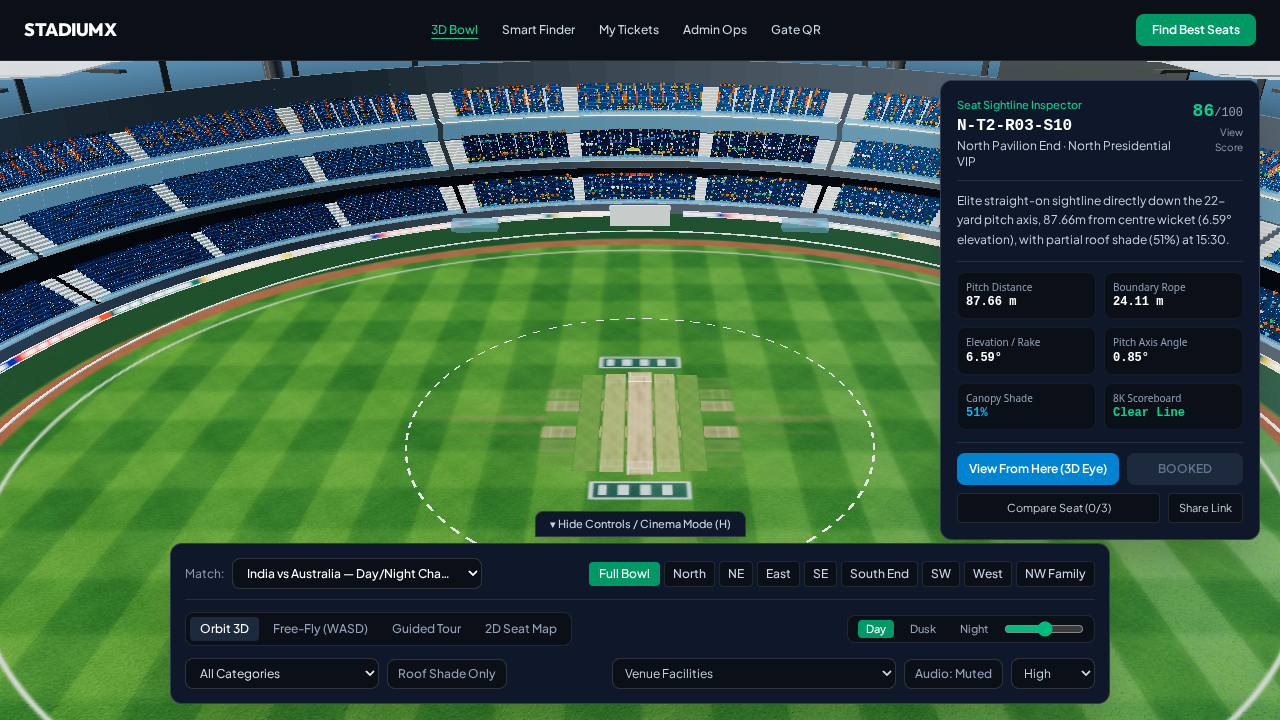 STADIUMX
3D Bowl
Smart Finder
My Tickets
Admin Ops
Gate QR
Find Best Seats
Seat Sightline Inspector
N-T2-R03-S10
North Pavilion End · North Presidential
VIP
86/100
View
Score
Elite straight-on sightline directly down the 22–
yard pitch axis, 87.66m from centre wicket (6.59°
elevation), with partial roof shade (51%) at 15:30.
Pitch Distance
87.66 m
Boundary Rope
24.11 m
Elevation / Rake
6.59°
Pitch Axis Angle
0.85°
Canopy Shade
51%
8K Scoreboard
Clear Line
View From Here (3D Eye)
BOOKED
Compare Seat (0/3)
Share Link
▾ Hide Controls / Cinema Mode (H)
Match:
India vs Australia — Day/Night Cha...
Full Bowl
North
NE
East
SE
South End
SW
West
NW Family
Orbit 3D
Free-Fly (WASD)
Guided Tour
2D Seat Map
Day
Dusk
Night
All Categories
Roof Shade Only
Venue Facilities
Audio: Muted
High